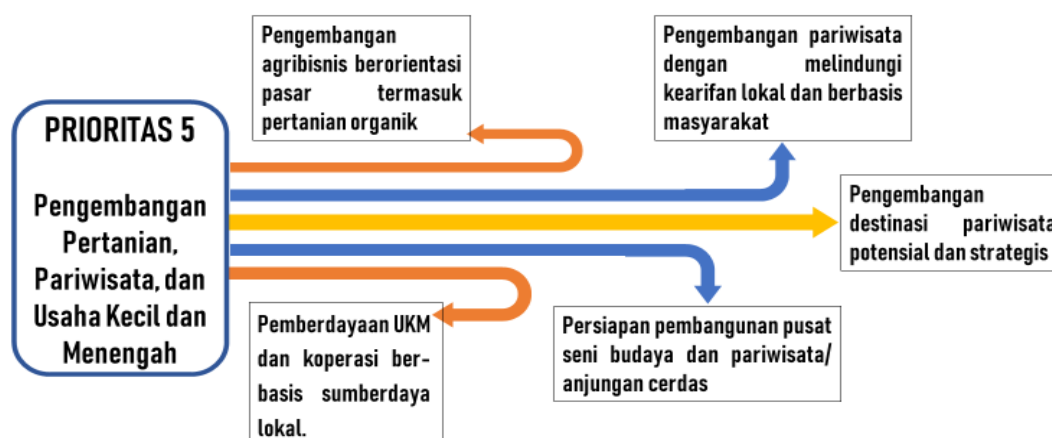 PRIORITAS 5
Pengembangan
Pertanian,
Pariwisata, dan
Usaha Kecil dan
Menengah
Pengembangan
agribisnis berorientasi
pasar termasuk
pertanian organik
Pengembangan pariwisata
dengan melindungi
kearifan lokal dan berbasis
masyarakat
Pengembangan
destinasi pariwisata
potensial dan strategis
Persiapan pembangunan pusat
seni budaya dan pariwisata/
anjungan cerdas
Pemberdayaan UKM
dan koperasi ber-
basis sumberdaya
lokal.